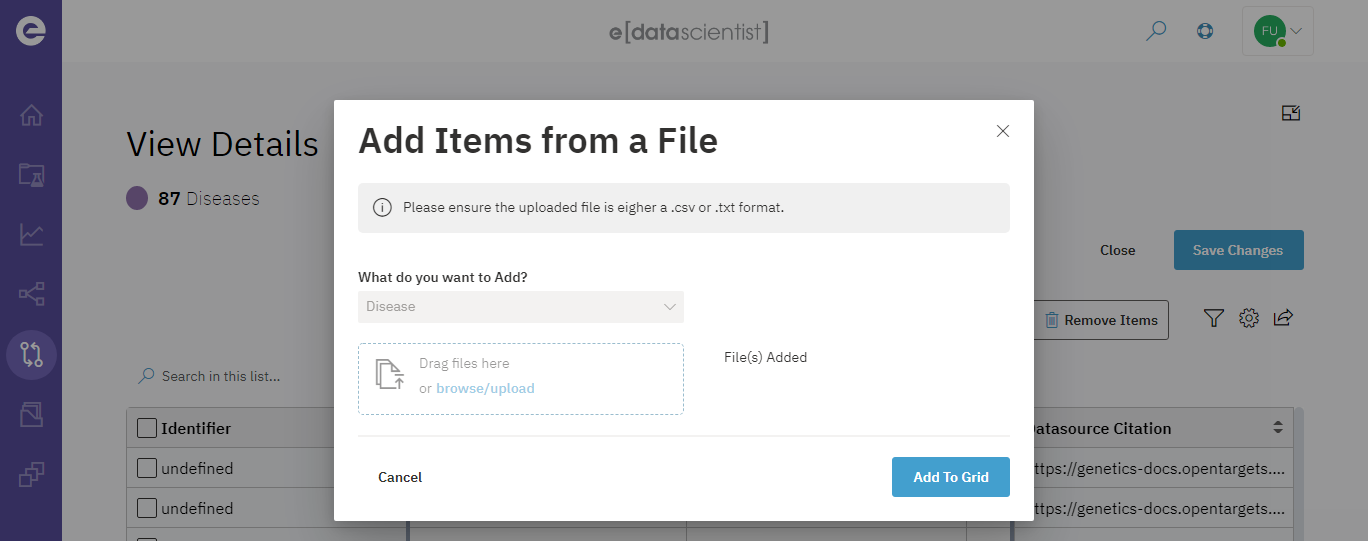 e[datascientist]
FU
View Details
87 Diseases
Add Items from a File
Please ensure the uploaded file is eigher a .csv or .txt format.
Close
Save Changes
What do you want to Add?
Disease
Remove Items
Drag files here
or browse/upload
File(s) Added
Search in this list...
Identifier
atasource Citation
undefined
ttps://genetics-docs.opentargets....
undefined
ttps://genetics-docs.opentargets....
Cancel
Add To Grid